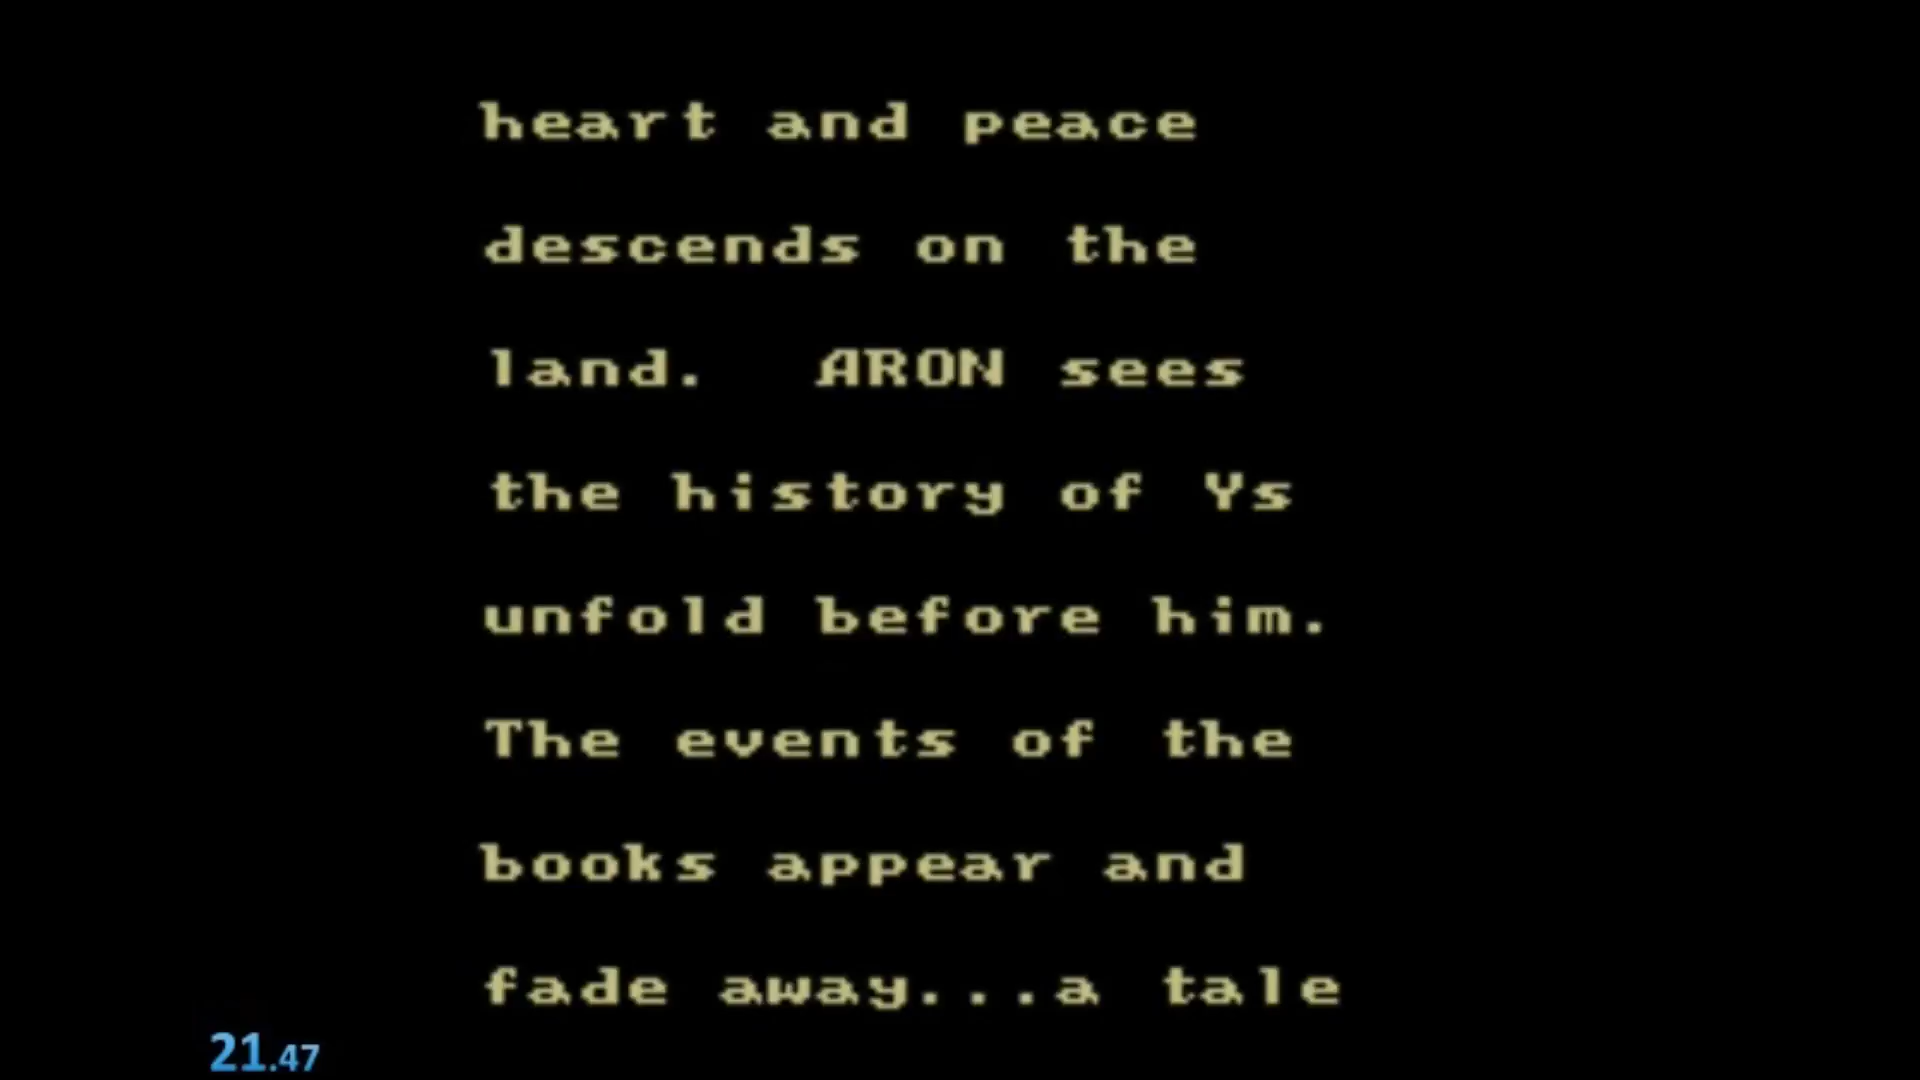 heart and peace
descends on the
land.  ARON sees
the history of Ys
unfold before him.
The events of the
books appear and
fade away...a tale
21.47